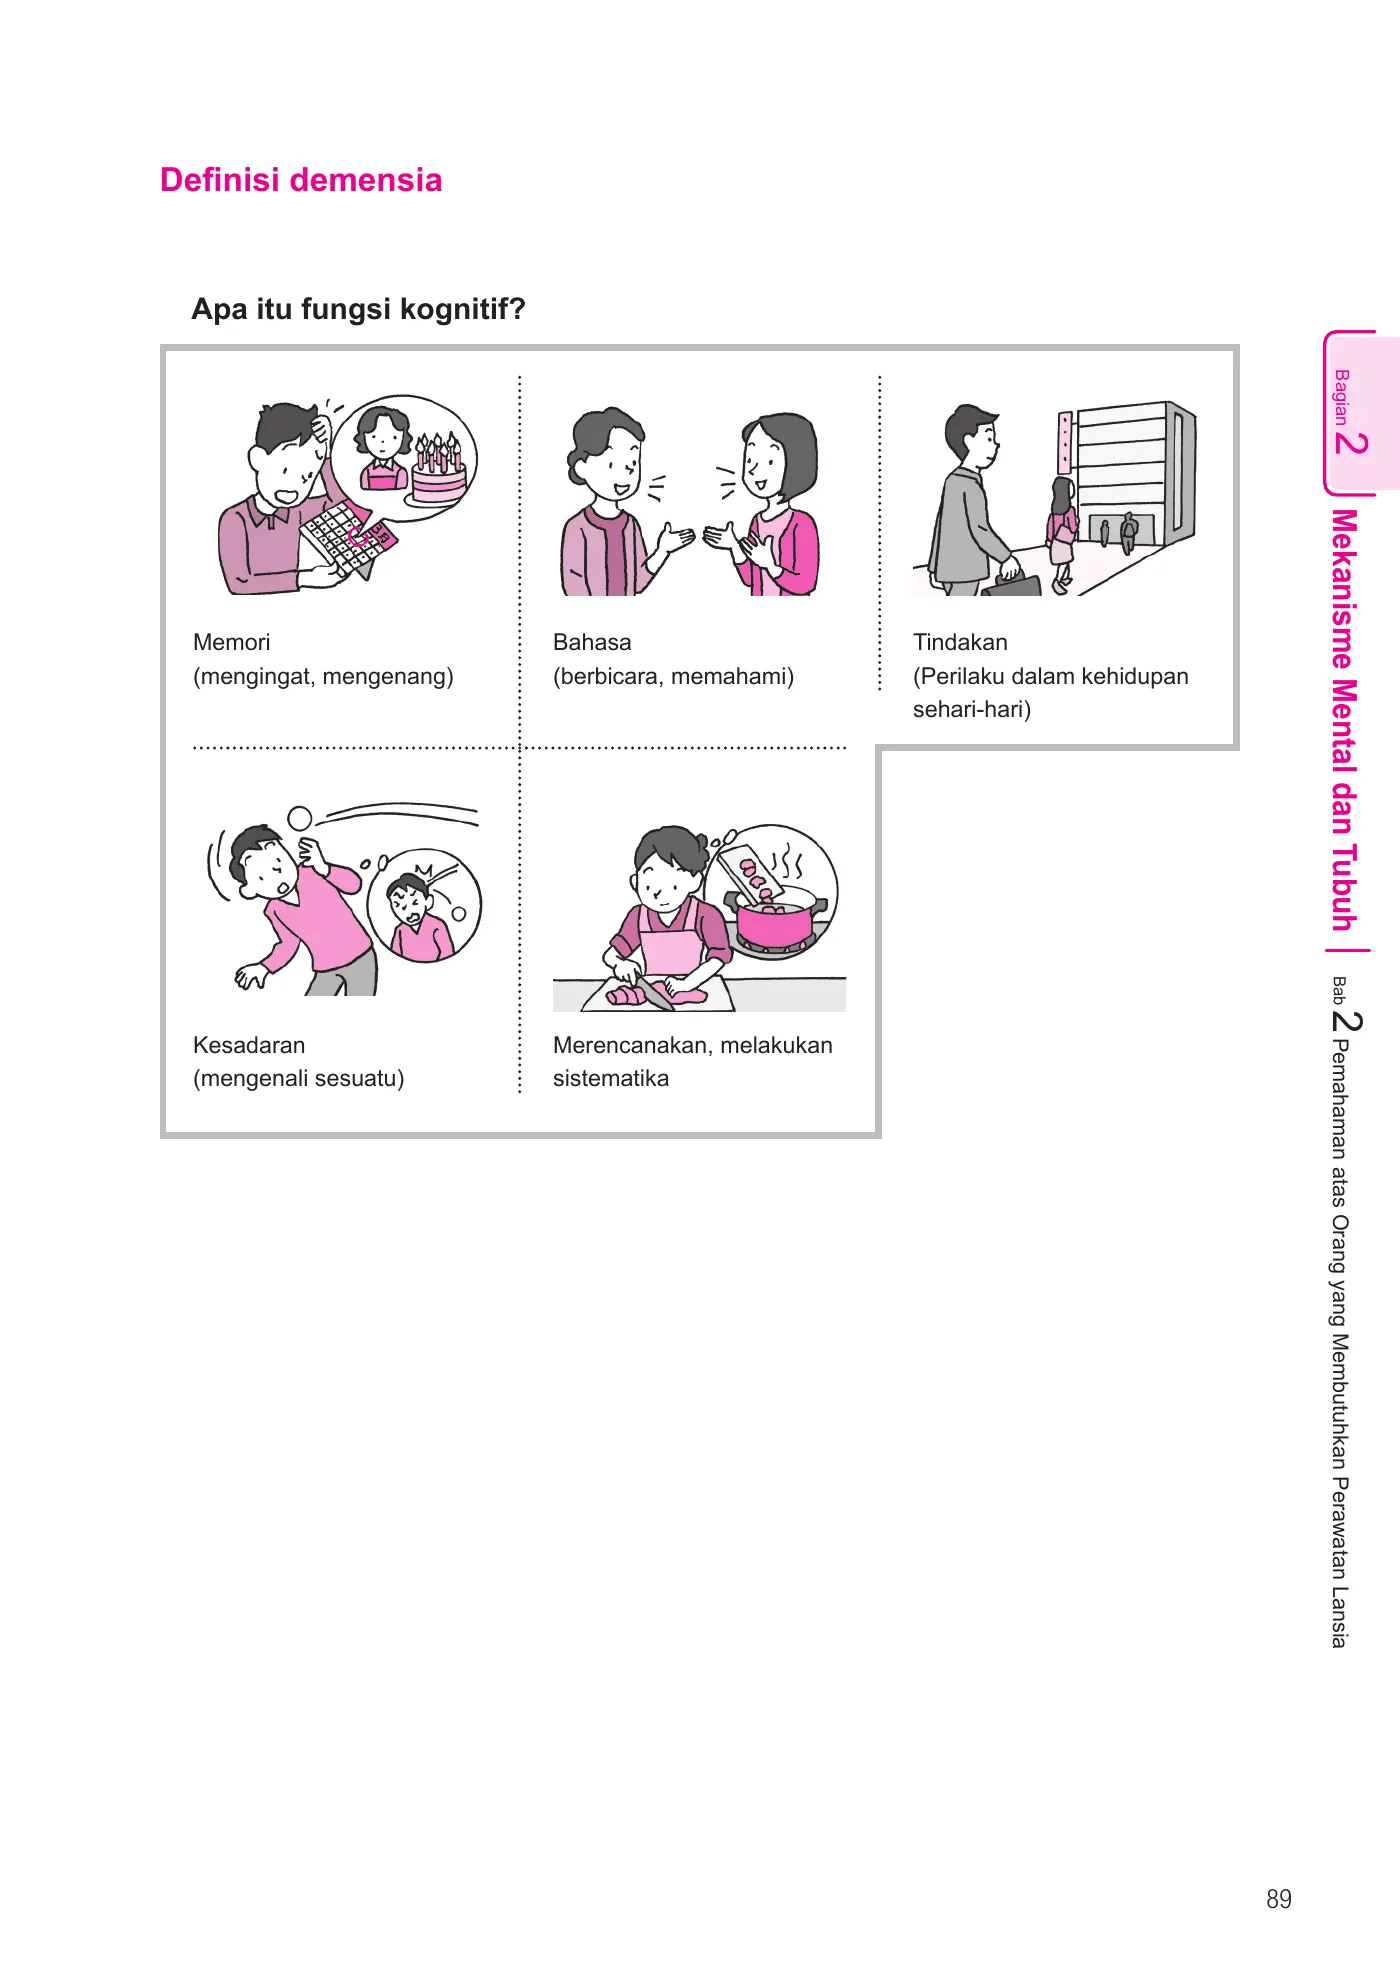 Definisi demensia
Apa itu fungsi kognitif?
3月
Memori
(mengingat, mengenang)
Bahasa
(berbicara, memahami)
Tindakan
(Perilaku dalam kehidupan
sehari-hari)
Kesadaran
(mengenali sesuatu)
Merencanakan, melakukan
sistematika
Bagian 2
Mekanisme Mental dan Tubuh
Bab 2 Pemahaman atas Orang yang Membutuhkan Perawatan Lansia
89